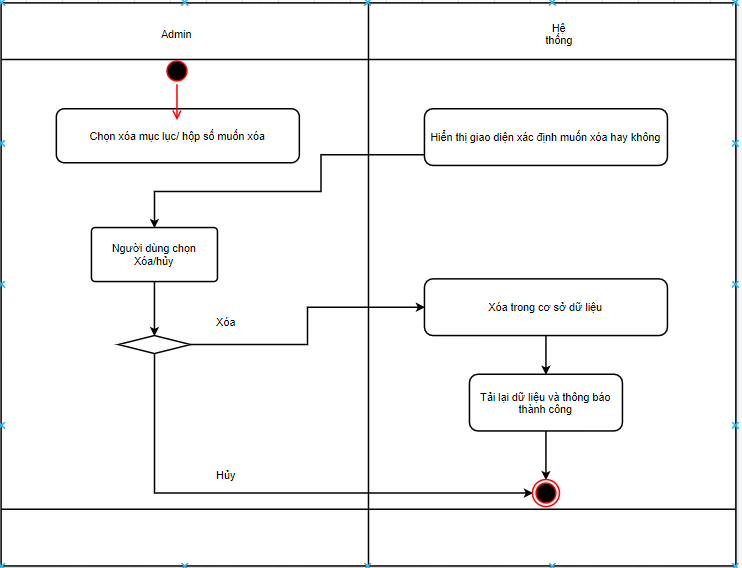 Admin
Hệ
thống
Chọn xóa mục lục/ hộp số muốn xóa
Hiển thị giao diện xác định muốn xóa hay không
Người dùng chọn
Xóa/hủy
Xóa
Xóa trong cơ sở dữ liệu
Tải lại dữ liệu và thông báo
thành công
Hủy